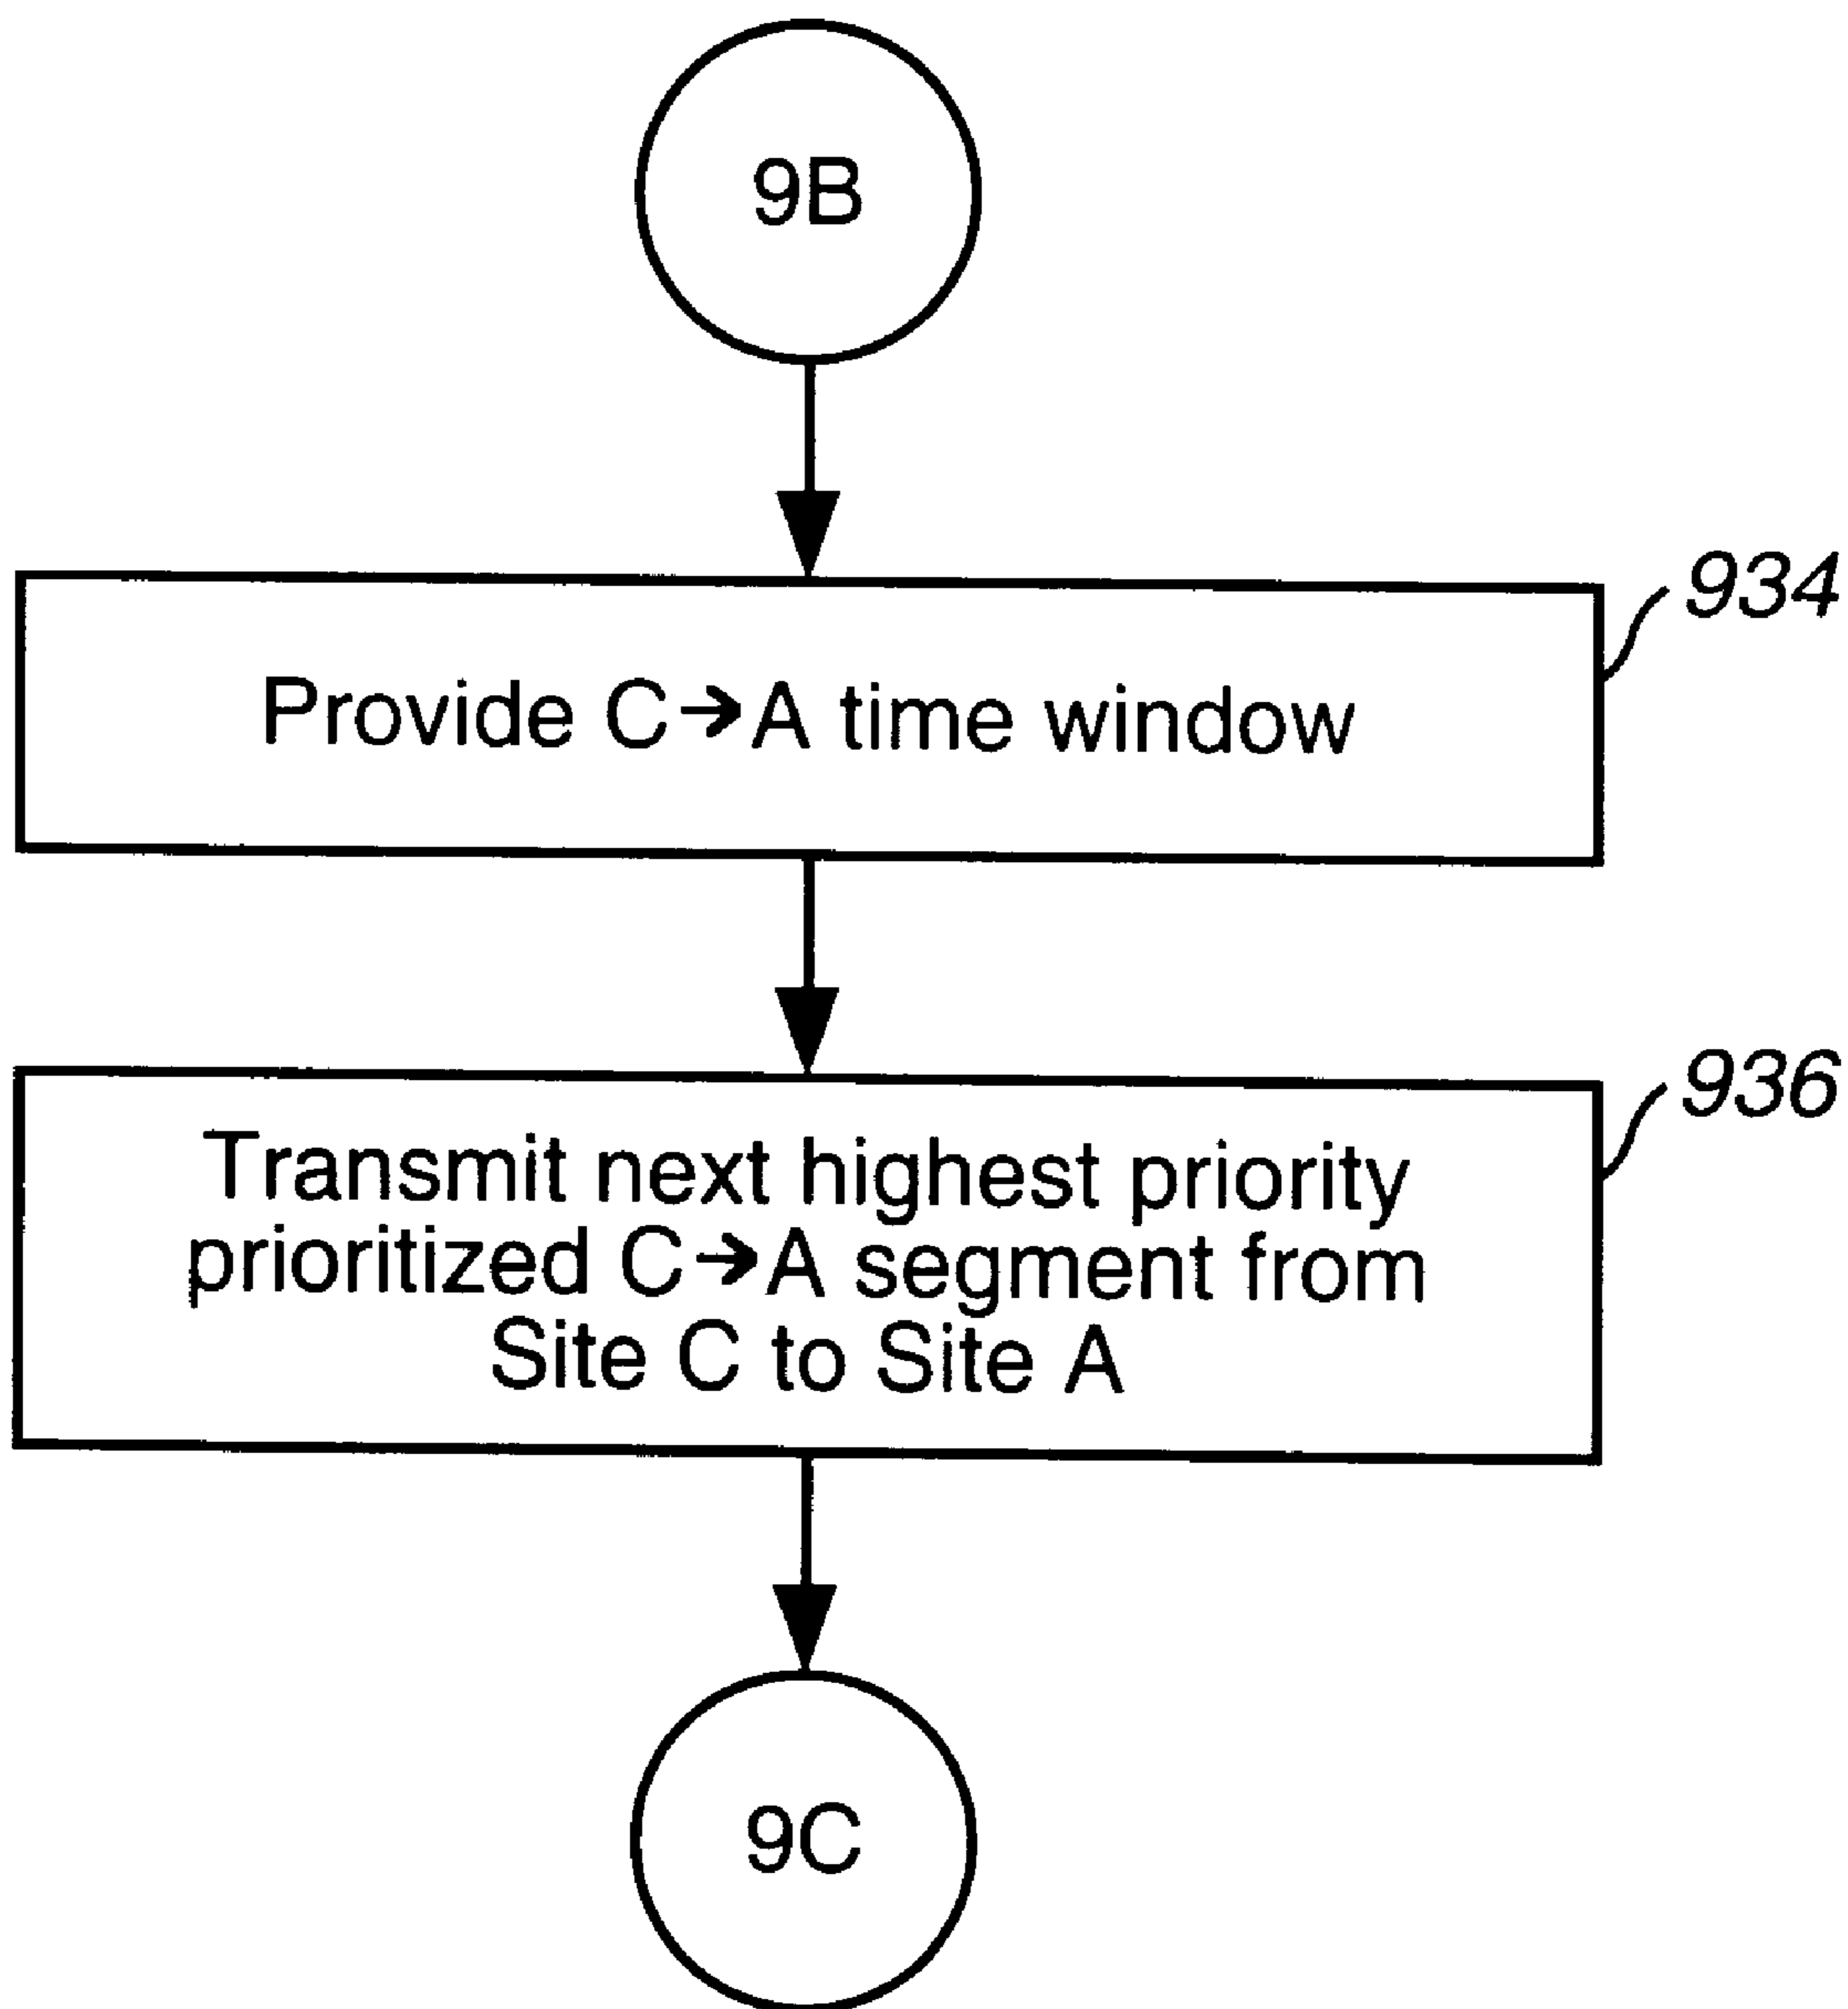 9B
934
Provide C→A time window
936
Transmit next highest priority
prioritized C→A segment from
Site C to Site A
9C